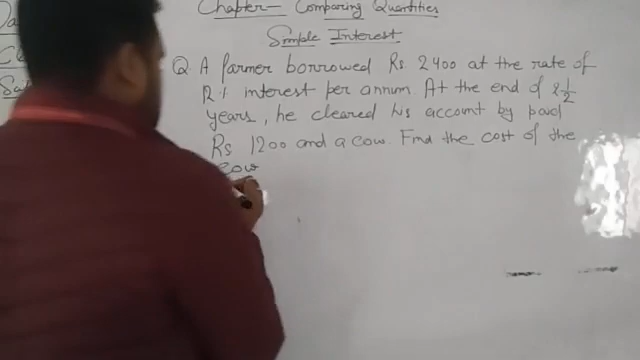 Chapter- Comparing Quantities
Simple Interest
Q. A farmer borrowed Rs 2400 at the rate of
12% interest per annum. At the end of 2 1/2
years, he cleared his account by paid
Rs 1200 and a cow. Find the cost of the
cow